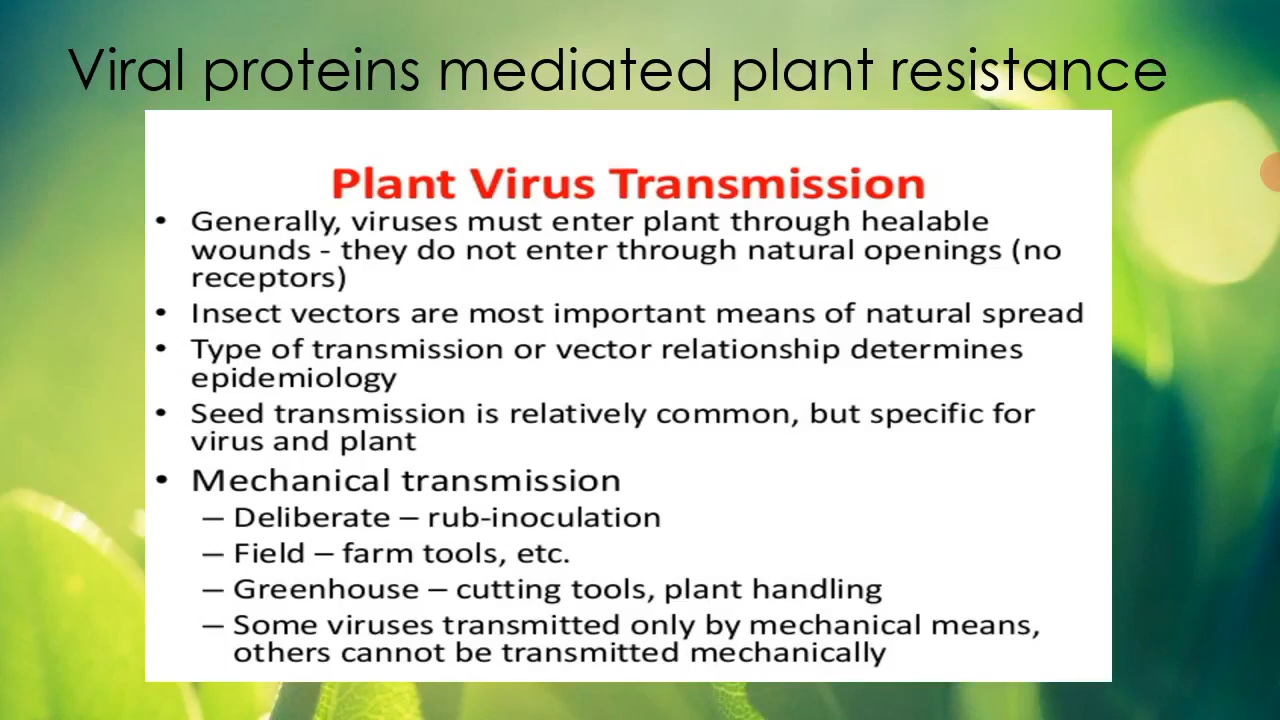 Viral proteins mediated plant resistance
Plant Virus Transmission
• Generally, viruses must enter plant through healable
wounds - they do not enter through natural openings (no
receptors)
• Insect vectors are most important means of natural spread
• Type of transmission or vector relationship determines
epidemiology
• Seed transmission is relatively common, but specific for
virus and plant
• Mechanical transmission
– Deliberate – rub-inoculation
– Field – farm tools, etc.
– Greenhouse – cutting tools, plant handling
– Some viruses transmitted only by mechanical means,
others cannot be transmitted mechanically